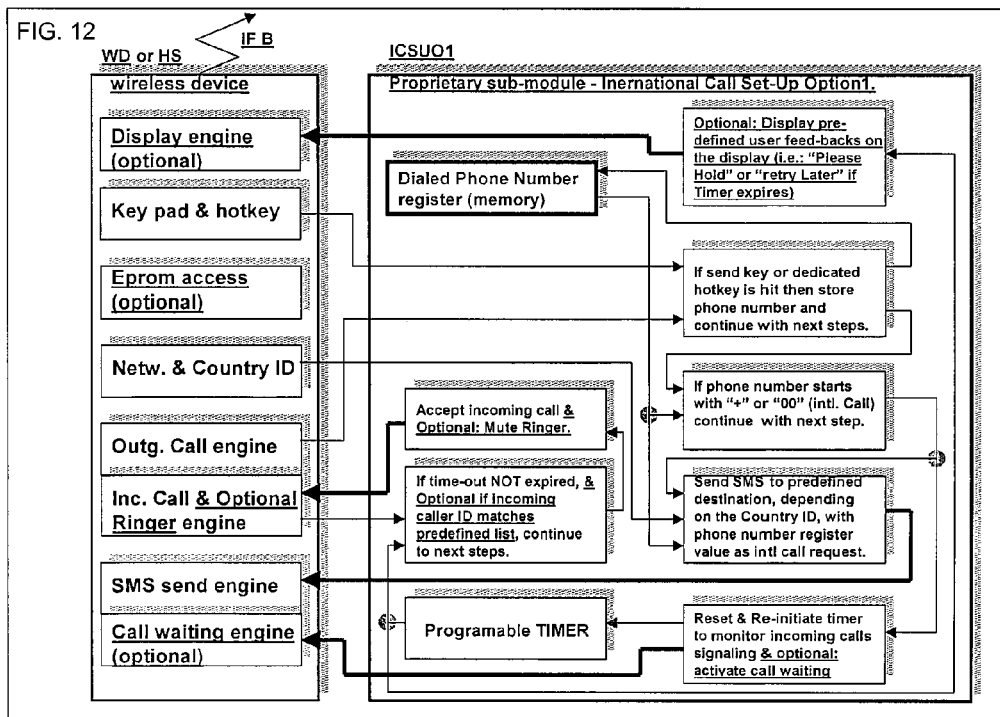 FIG. 12
IF B
WD or HS
wireless device
Display engine
(optional)
Key pad & hotkey
Eprom access
(optional)
Netw. & Country ID
Outg. Call engine
Inc. Call & Optional
Ringer engine
SMS send engine
Call waiting engine
(optional)
ICSUO1
Proprietary sub-module - Inernational Call Set-Up Option1.
Dialed Phone Number
register (memory)
Optional: Display pre-
defined user feed-backs on
the display (i.e.: “Please
Hold” or “retry Later” if
Timer expires)
If send key or dedicated
hotkey is hit then store
phone number and
continue with next steps.
If phone number starts
with “+” or “00” (intl. Call)
continue with next step.
Accept incoming call &
Optional: Mute Ringer.
If time-out NOT expired, &
Optional if incoming
caller ID matches
predefined list, continue
to next steps.
Send SMS to predefined
destination, depending
on the Country ID, with
phone number register
value as intl call request.
Programable TIMER
Reset & Re-initiate timer
to monitor incoming calls
signaling & optional:
activate call waiting